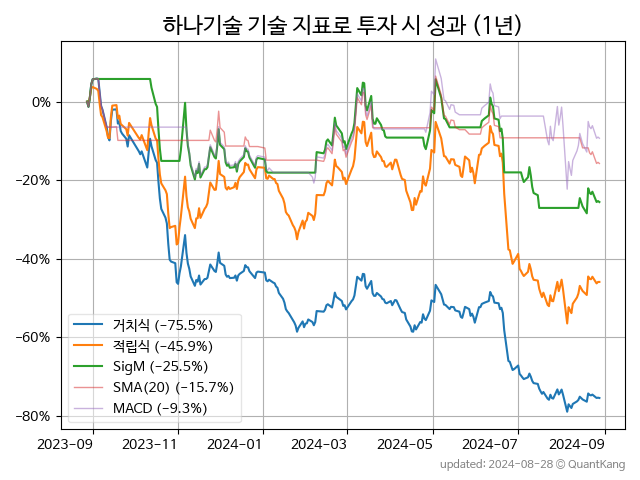 하나기술 기술 지표로 투자 시 성과 (1년)
0%
−20%
−40%
−60%
−80%
거치식 (−75.5%)
적립식 (−45.9%)
SigM (−25.5%)
SMA(20) (−15.7%)
MACD (−9.3%)
2023-09
2023-11
2024-01
2024-03
2024-05
2024-07
2024-09
updated: 2024-08-28 © QuantKang